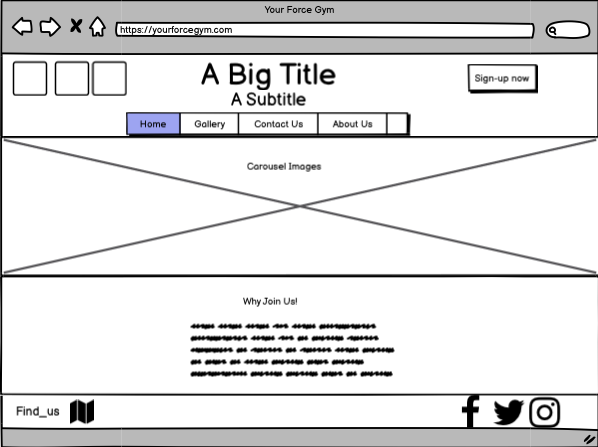 Your Force Gym
https://yourforcegym.com
A Big Title
Sign-up now
A Subtitle
Home Gallery Contact Us About Us
Carousel Images
Why Join Us!
Find_us